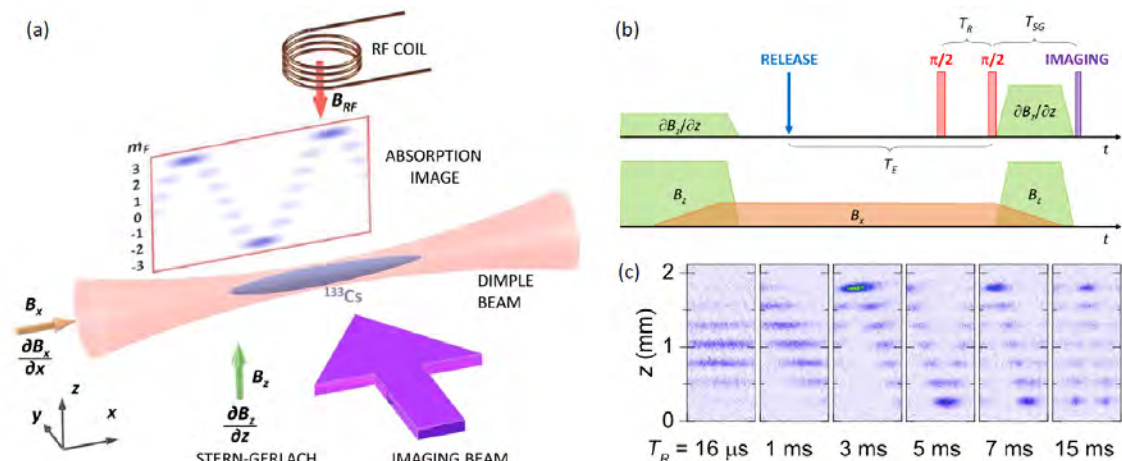 (a)
RF COIL
B_RF
m_F
3
2
1
0
-1
-2
-3
ABSORPTION
IMAGE
DIMPLE
BEAM
¹³³Cs
B_x
∂B_x
∂x
B_z
∂B_z
∂z
z
y
x
STERN-GERLACH
IMAGING BEAM
(b)
T_R
T_SG
RELEASE
π/2
π/2
IMAGING
∂B_z/∂z
∂B_z/∂z
t
T_E
B_z
B_x
B_z
t
(c)
2
1
0
z (mm)
T_R = 16 μs
1 ms
3 ms
5 ms
7 ms
15 ms